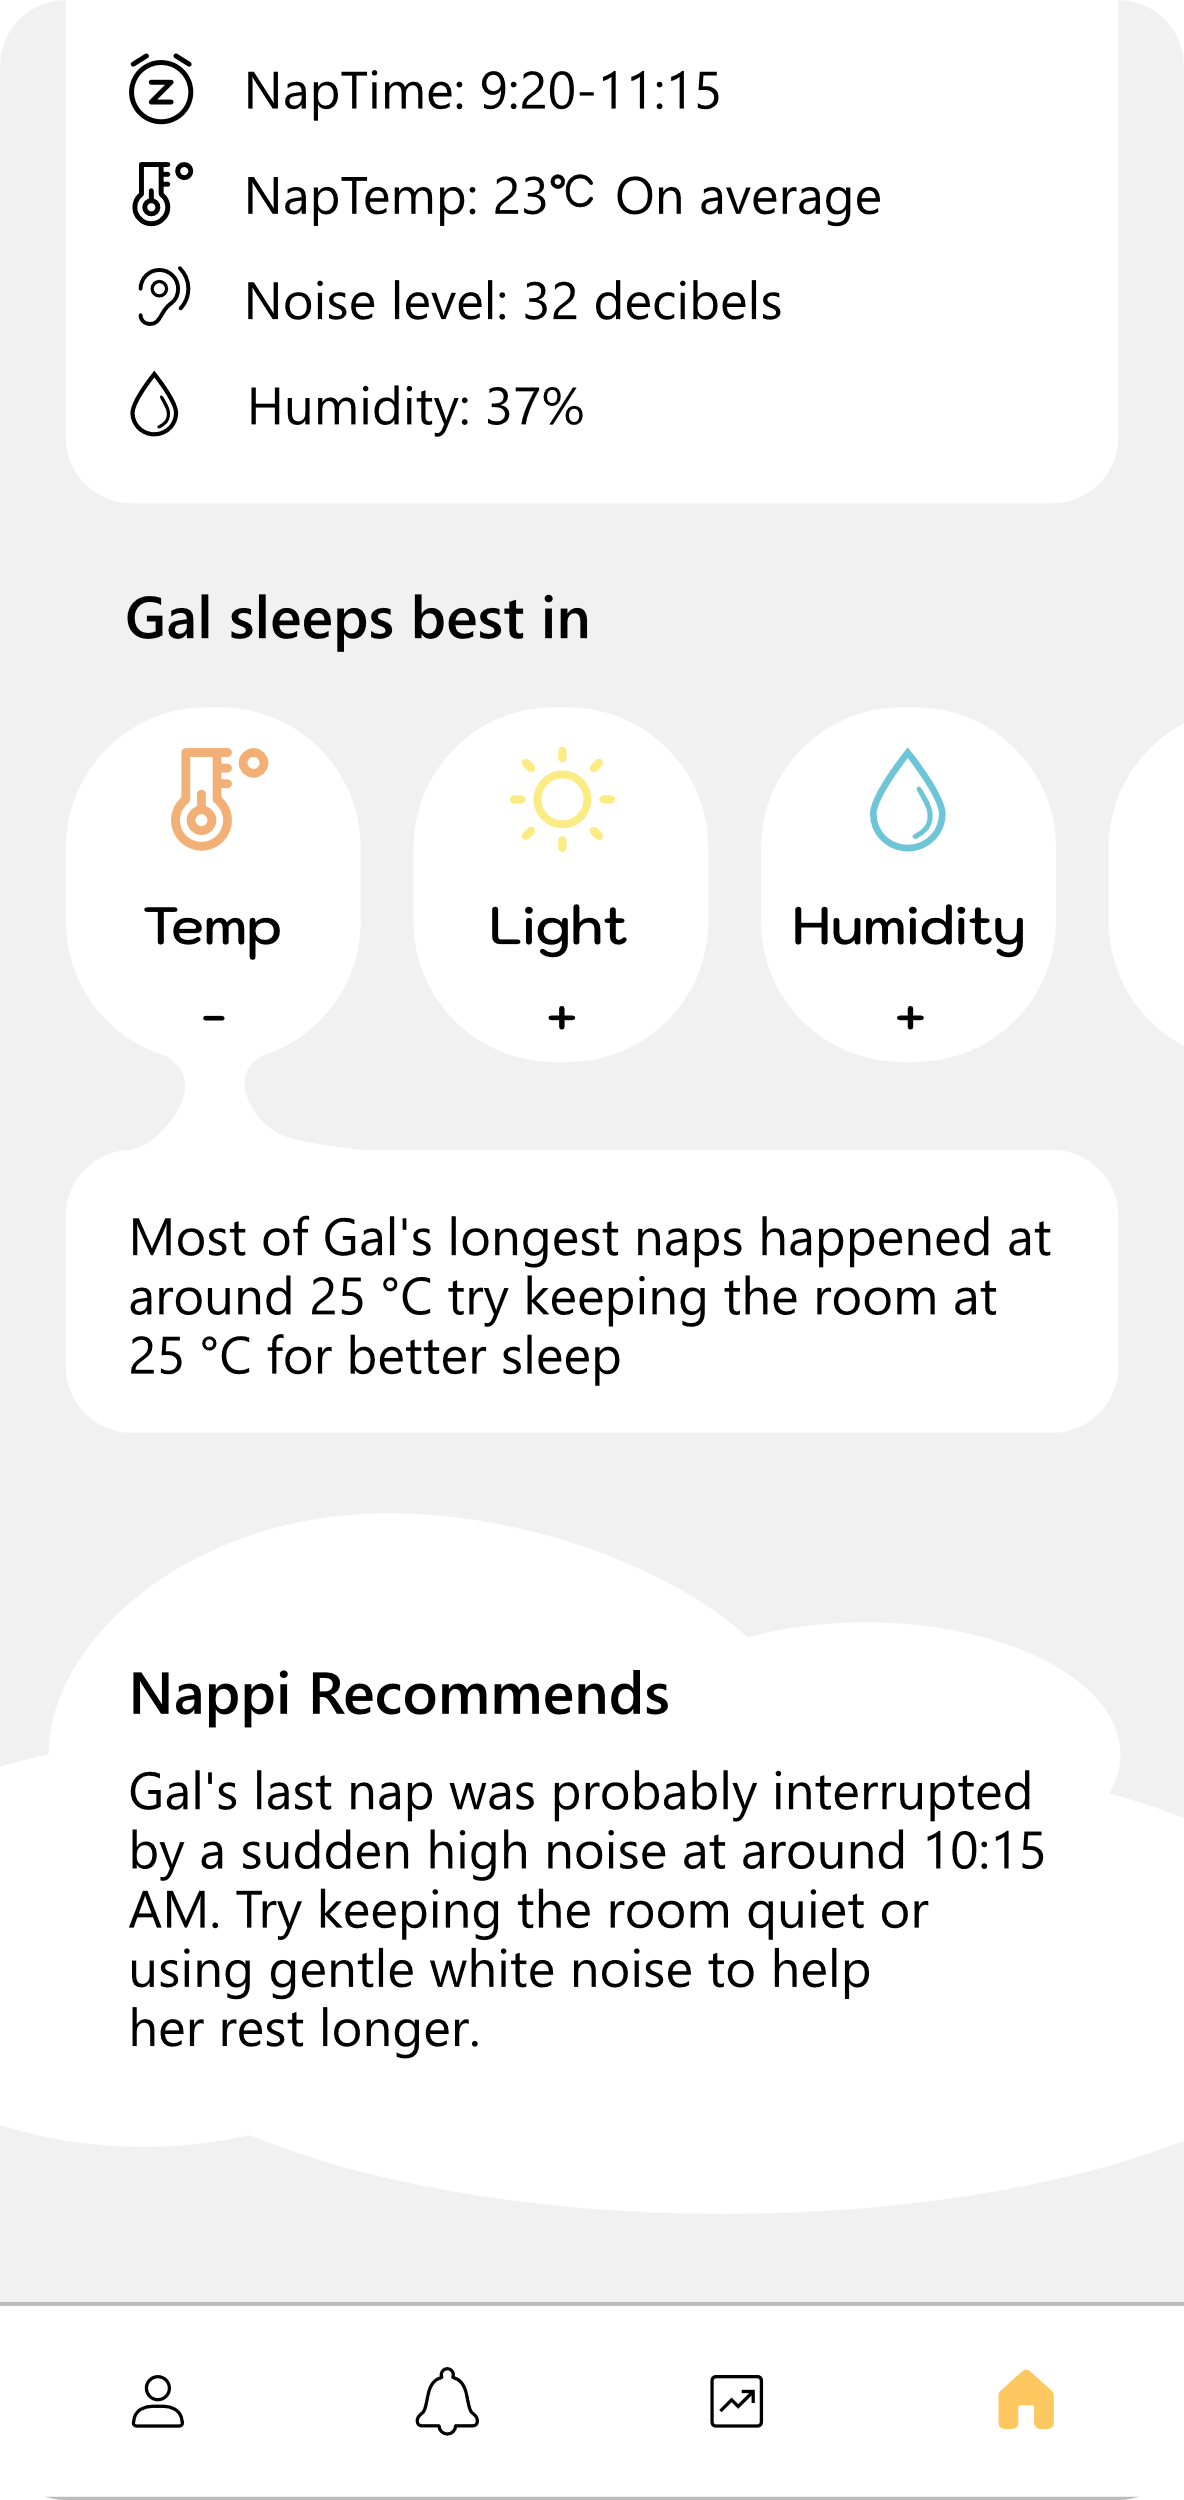 NapTim: 9:20-11:15
NapTemp: 23°C On average
Noise level: 32 decibels
Humidity: 37%
Gal sleeps best in
Temp
Light
Humidity
-
+
+
Most of Gal's longest naps happened at
around 25 °C try keeping the room at
25 °C for better sleep
Nappi Recommends
Gal's last nap was probably interrupted
by a sudden high noise at around 10:15
AM. Try keeping the room quiet or
using gentle white noise to help
her rest longer.